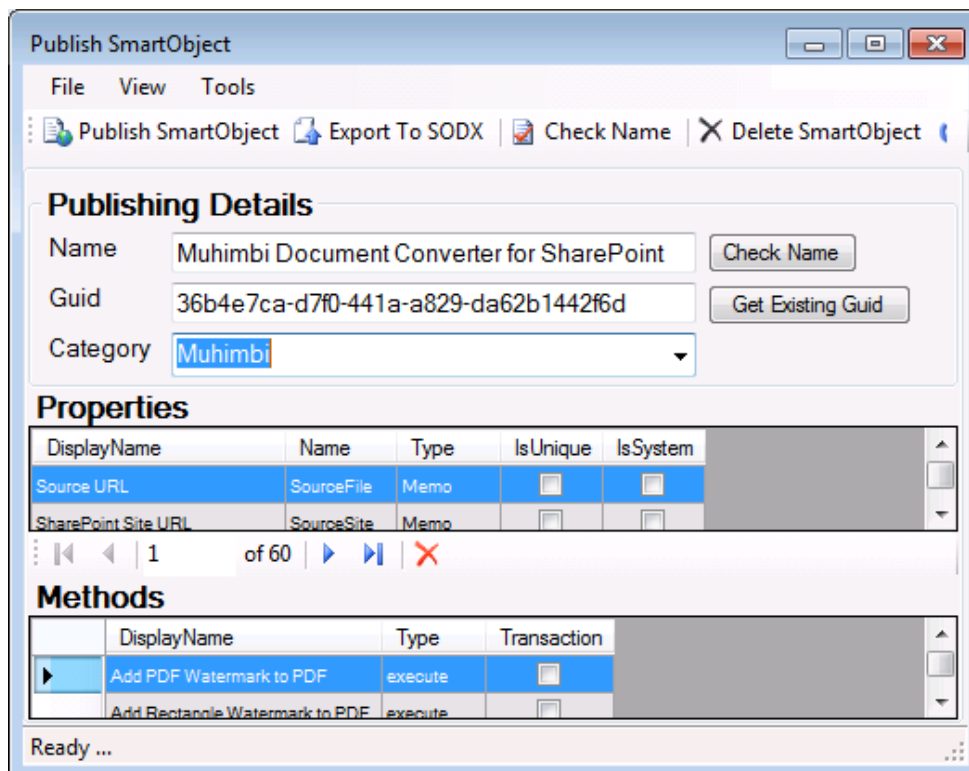 Publish SmartObject
File View Tools
Publish SmartObject Export To SODX Check Name Delete SmartObject
Publishing Details
Name Muhimbi Document Converter for SharePoint Check Name
Guid 36b4e7ca-d7f0-441a-a829-da62b1442f6d Get Existing Guid
Category Muhimbi
Properties
DisplayName Name Type IsUnique IsSystem
Source URL SourceFile Memo
SharePoint Site URL SourceSite Memo
1 of 60
Methods
DisplayName Type Transaction
Add PDF Watermark to PDF execute
Add Rectangle Watermark to PDF execute
Ready ...